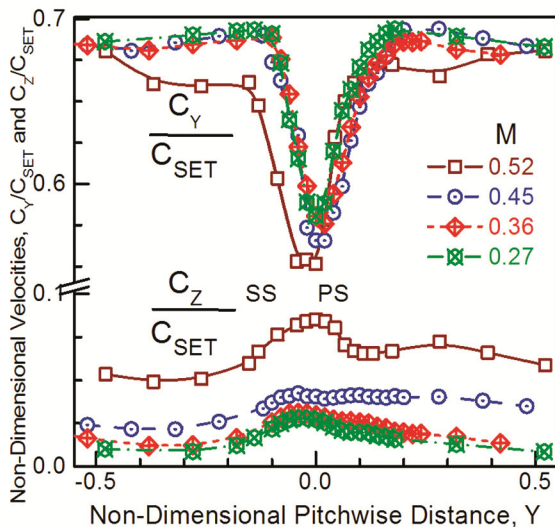 Non-Dimensional Velocities, C_Y/C_SET and C_Z/C_SET
0.7
0.6
0.1
0.0
C_Y
C_SET
M
0.52
0.45
0.36
0.27
C_Z
C_SET
SS PS
-0.5 0.0 0.5
Non-Dimensional Pitchwise Distance, Y